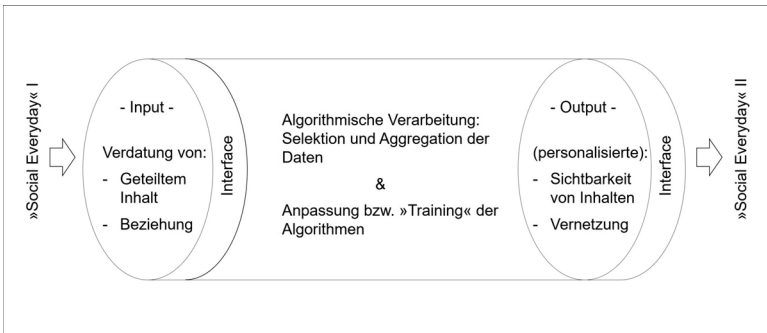 »Social Everyday« I
- Input -
Verdatung von:
- Geteiltem
Inhalt
- Beziehung
Interface
Algorithmische Verarbeitung:
Selektion und Aggregation der
Daten
&
Anpassung bzw. »Training« der
Algorithmen
- Output -
(personalisierte):
- Sichtbarkeit
von Inhalten
- Vernetzung
Interface
»Social Everyday« II